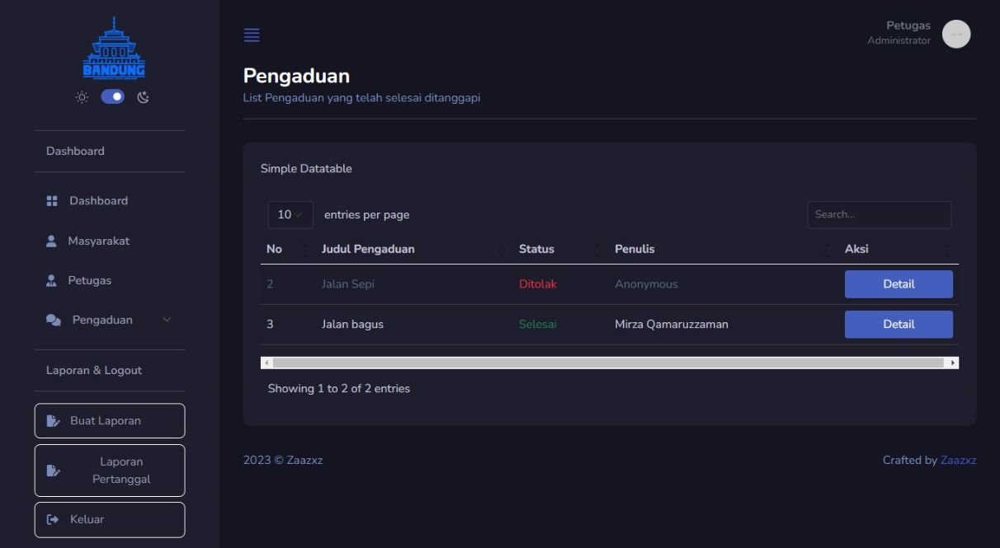 BANDUNG
Dashboard
Dashboard
Masyarakat
Petugas
Pengaduan
Laporan & Logout
Buat Laporan
Laporan
Pertanggal
Keluar
Petugas
Administrator
Pengaduan
List Pengaduan yang telah selesai ditanggapi
Simple Datatable
10 entries per page
Search...
No Judul Pengaduan Status Penulis Aksi
2 Jalan Sepi Ditolak Anonymous Detail
3 Jalan bagus Selesai Mirza Qamaruzzaman Detail
Showing 1 to 2 of 2 entries
2023 © Zaazxz
Crafted by Zaazxz